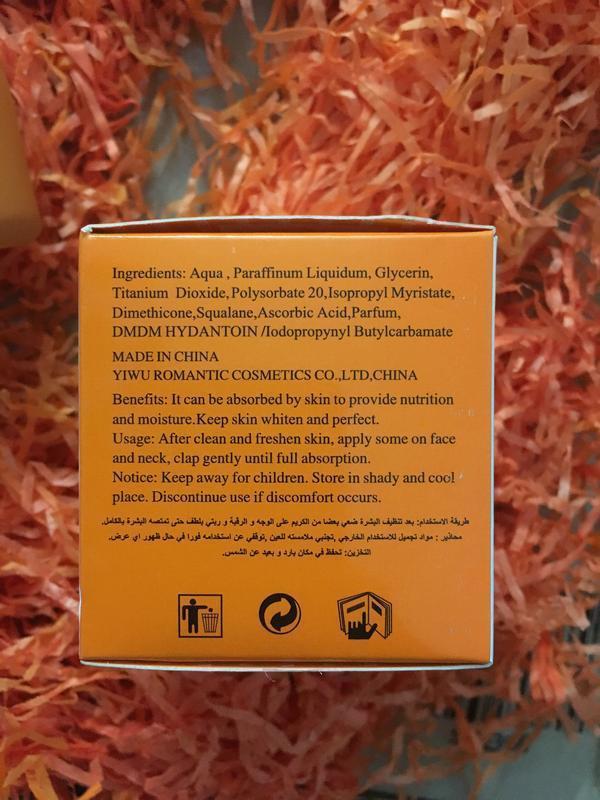 Ingredients: Aqua , Paraffinum Liquidum, Glycerin,
Titanium Dioxide,Polysorbate 20,Isopropyl Myristate,
Dimethicone,Squalane,Ascorbic Acid,Parfum,
DMDM HYDANTOIN /Iodopropynyl Butylcarbamate
MADE IN CHINA
YIWU ROMANTIC COSMETICS CO.,LTD,CHINA
Benefits: It can be absorbed by skin to provide nutrition
and moisture.Keep skin whiten and perfect.
Usage: After clean and freshen skin, apply some on face
and neck, clap gently until full absorption.
Notice: Keep away for children. Store in shady and cool
place. Discontinue use if discomfort occurs.
طريقة الاستخدام: بعد تنظيف البشرة ضعي بعضا من الكريم على الوجه و الرقبة و ربتي بلطف حتى تمتصه البشرة بالكامل.
محاذير : مواد تجميل للاستخدام الخارجي ,تجنبي ملامسته للعين ,توقفي عن استخدامه فورا في حال ظهور اي عرض.
التخزين: تحفظ في مكان بارد و بعيد عن الشمس.